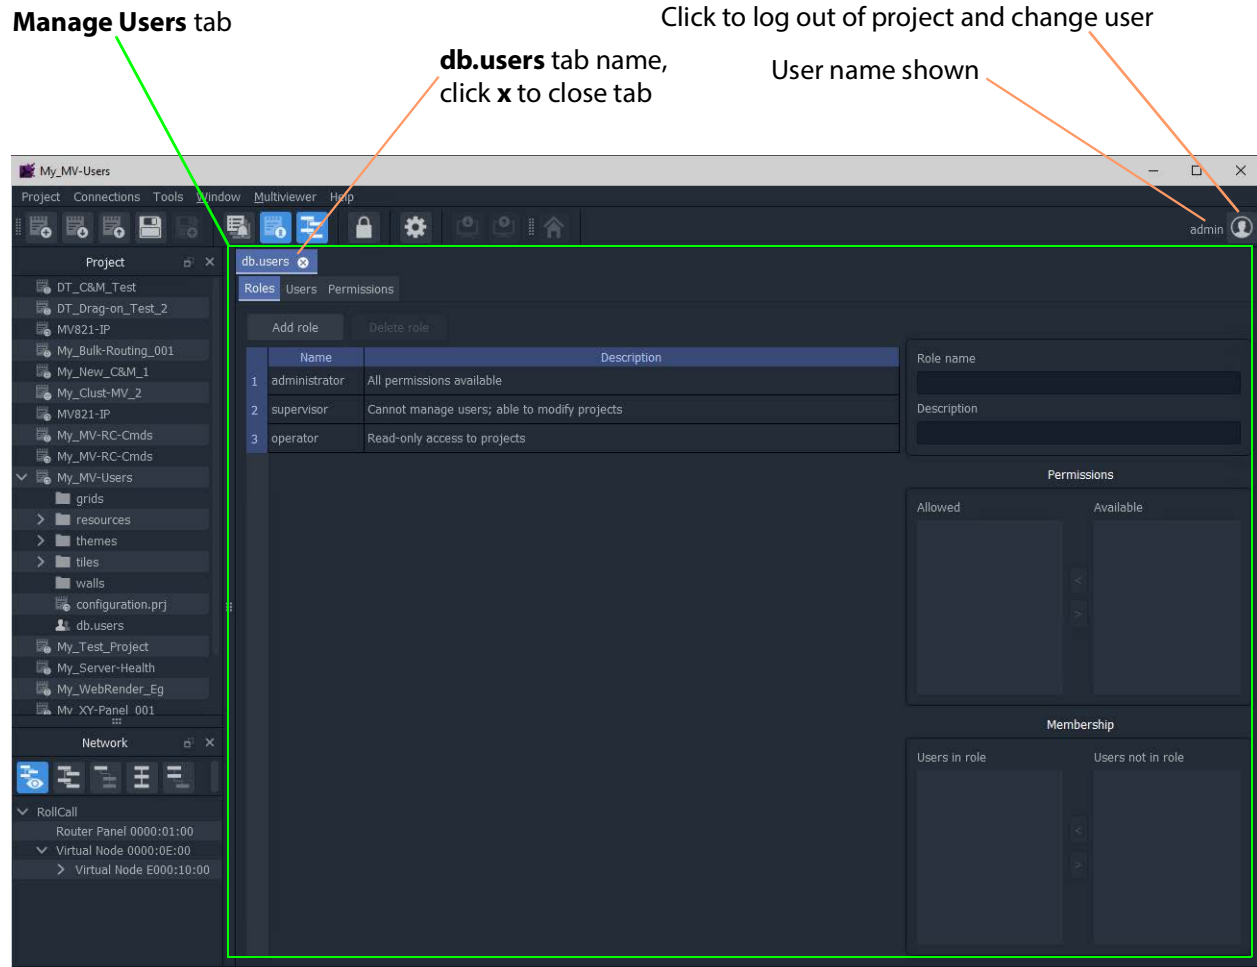 Manage Users tab
Click to log out of project and change user
db.users tab name,
click x to close tab
User name shown
My_MV-Users
Project Connections Tools Window Multiviewer Help
admin
Project
DT_C&M_Test
DT_Drag-on_Test_2
MV821-IP
My_Bulk-Routing_001
My_New_C&M_1
My_Clust-MV_2
MV821-IP
My_MV-RC-Cmds
My_MV-RC-Cmds
My_MV-Users
grids
resources
themes
tiles
walls
configuration.prj
db.users
My_Test_Project
My_Server-Health
My_WebRender_Eg
My_XY-Panel_001
Network
RollCall
Router Panel 0000:01:00
Virtual Node 0000:0E:00
Virtual Node E000:10:00
db.users
Roles Users Permissions
Add role Delete role
Name Description
1 administrator All permissions available
2 supervisor Cannot manage users; able to modify projects
3 operator Read-only access to projects
Role name
Description
Permissions
Allowed Available
<
>
Membership
Users in role Users not in role
<
>